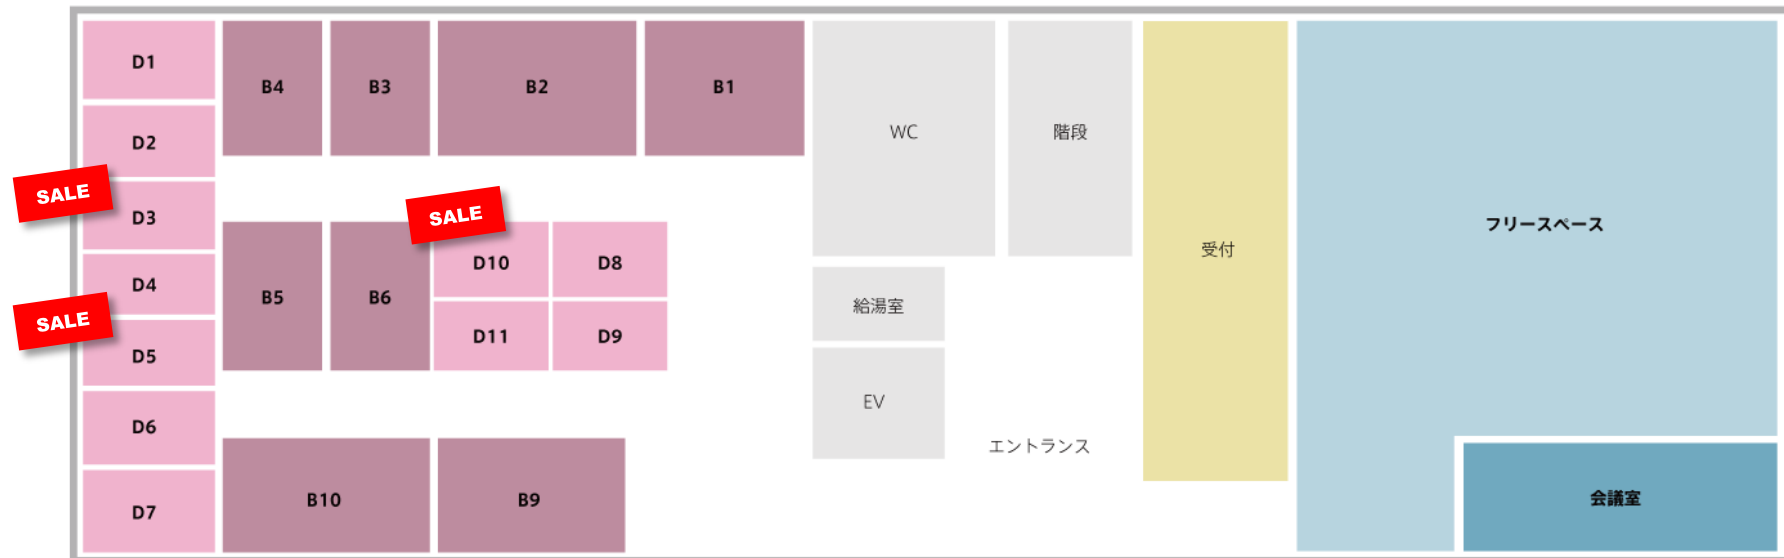 D1
B4
B3
B2
B1
WC
階段
D2
SALE
D3
SALE
フリースペース
受付
D10
D8
D4
B5
B6
給湯室
SALE
D11
D9
D5
EV
D6
エントランス
B10
B9
会議室
D7